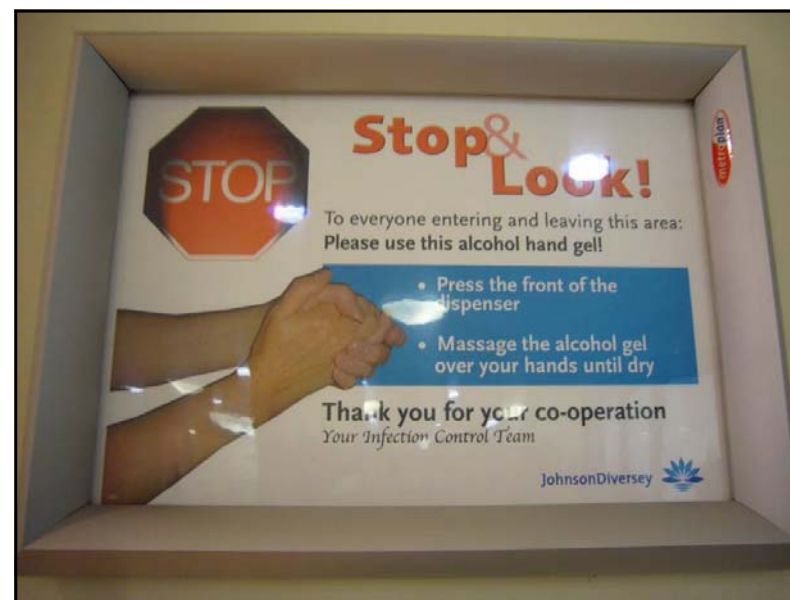 STOP
Stop &
Look!
To everyone entering and leaving this area:
Please use this alcohol hand gel!
• Press the front of the
dispenser
• Massage the alcohol gel
over your hands until dry
Thank you for your co-operation
Your Infection Control Team
JohnsonDiversey
metroplan